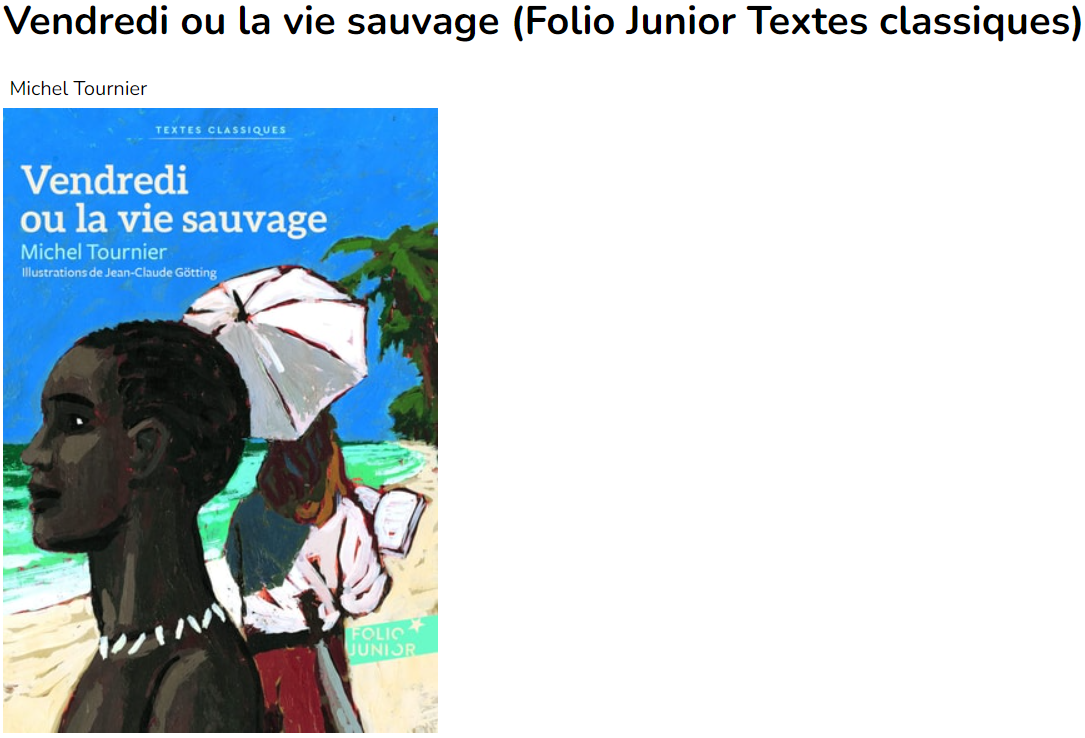 Vendredi ou la vie sauvage (Folio Junior Textes classiques)
Michel Tournier
TEXTES CLASSIQUES
Vendredi
ou la vie sauvage
Michel Tournier
Illustrations de Jean-Claude Götting
FOLIO
JUNIOR